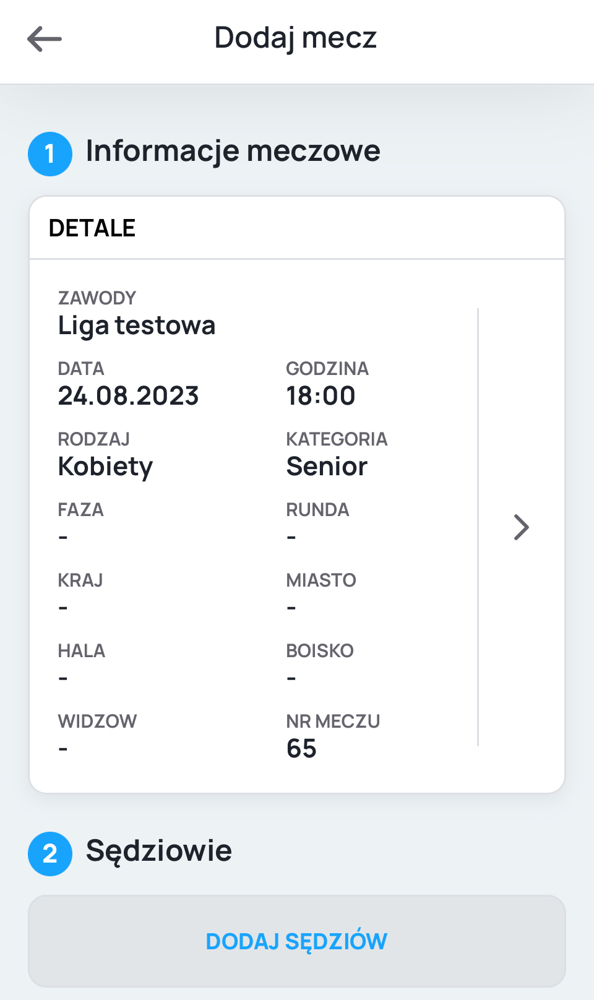 Dodaj mecz
1 Informacje meczowe
DETALE
ZAWODY
Liga testowa
DATA GODZINA
24.08.2023 18:00
RODZAJ KATEGORIA
Kobiety Senior
FAZA RUNDA
- -
KRAJ MIASTO
- -
HALA BOISKO
- -
WIDZOW NR MECZU
- 65
2 Sędziowie
DODAJ SĘDZIÓW